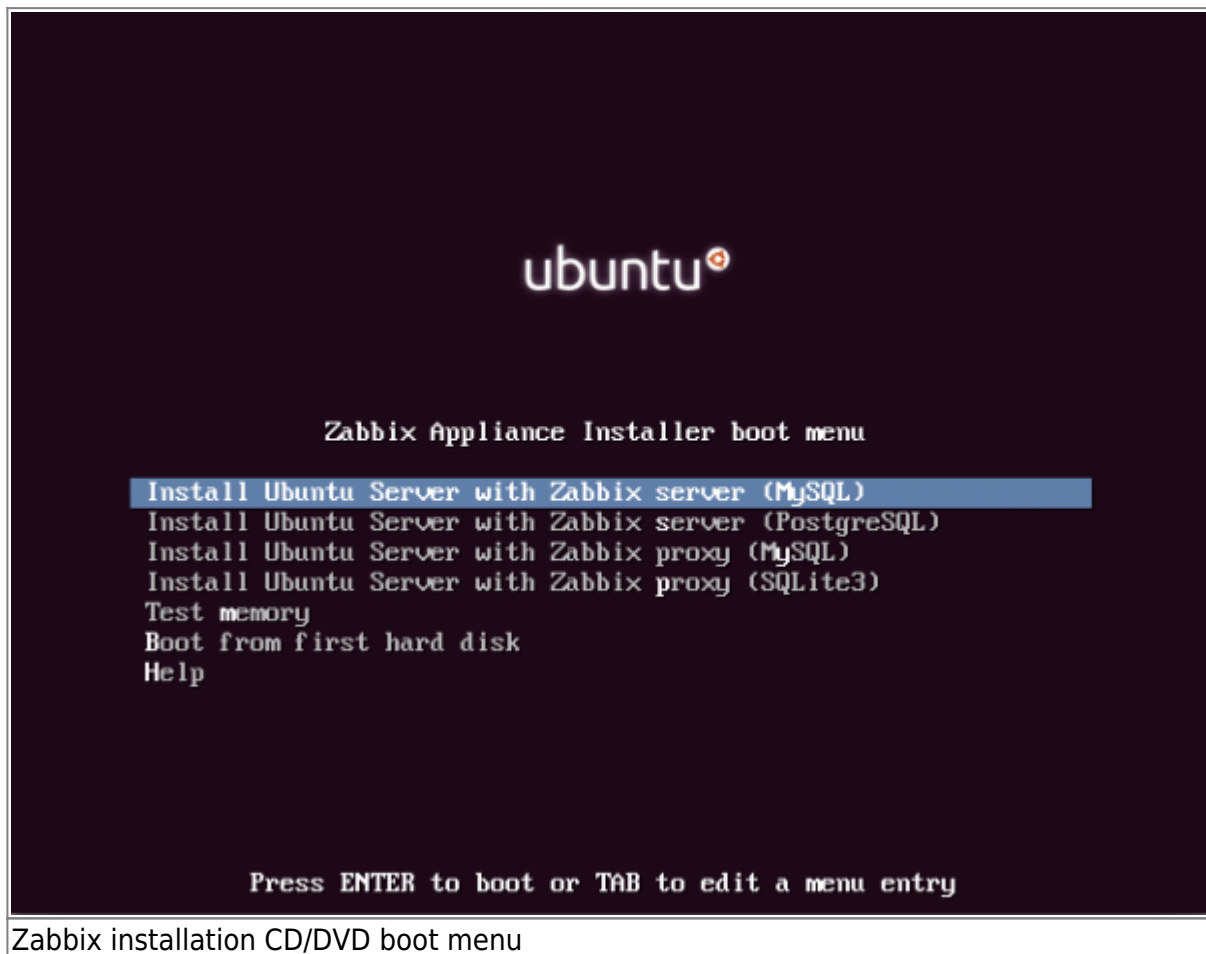 ubuntu
Zabbix Appliance Installer boot menu
Install Ubuntu Server with Zabbix server (MySQL)
Install Ubuntu Server with Zabbix server (PostgreSQL)
Install Ubuntu Server with Zabbix proxy (MySQL)
Install Ubuntu Server with Zabbix proxy (SQLite3)
Test memory
Boot from first hard disk
Help
Press ENTER to boot or TAB to edit a menu entry
Zabbix installation CD/DVD boot menu